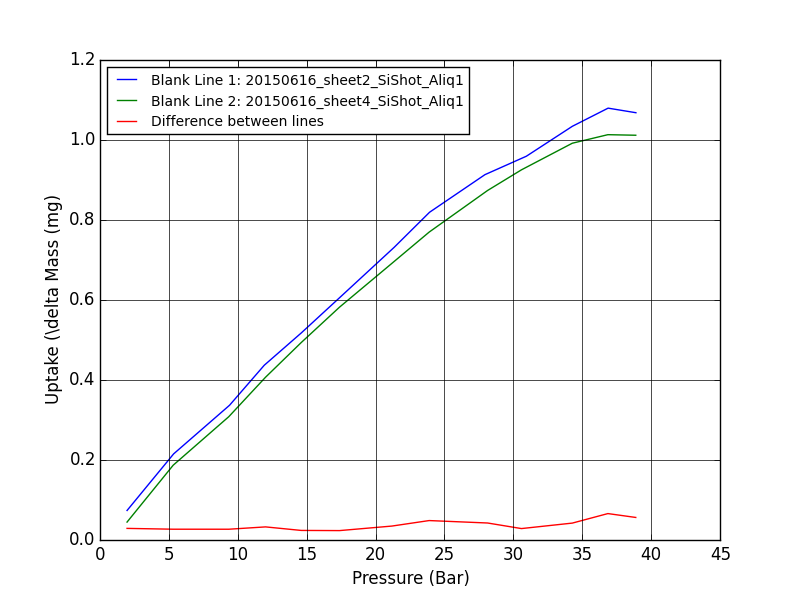 Blank Line 1: 20150616_sheet2_SiShot_Aliq1
Blank Line 2: 20150616_sheet4_SiShot_Aliq1
Difference between lines
1.2
1.0
0.8
0.6
0.4
0.2
0.0
Uptake (\delta Mass (mg)
0 5 10 15 20 25 30 35 40 45
Pressure (Bar)